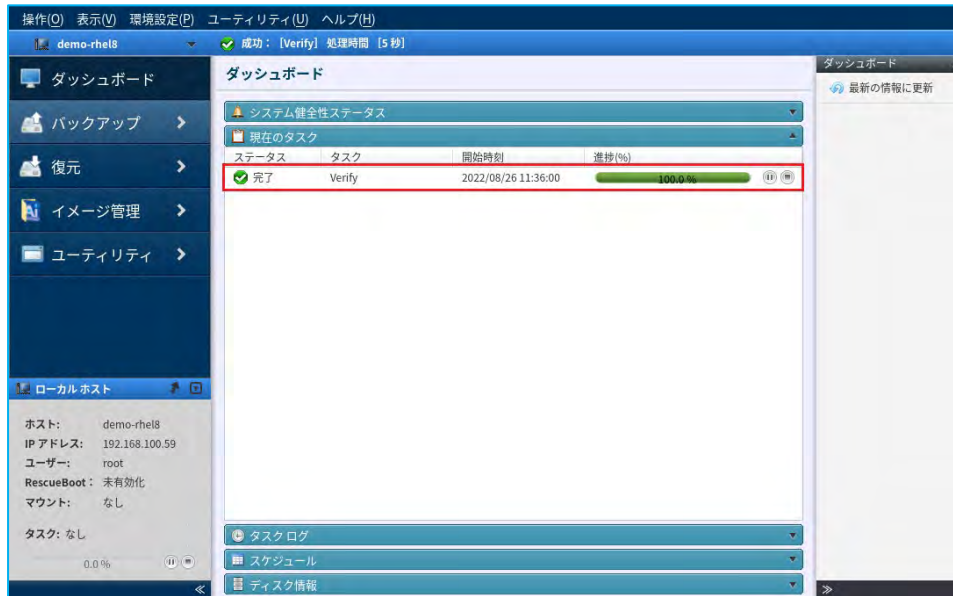 操作(O) 表示(V) 環境設定(P) ユーティリティ(U) ヘルプ(H)
demo-rhel8
成功: [Verify] 処理時間 [5 秒]
ダッシュボード
バックアップ
復元
イメージ管理
ユーティリティ
ローカル ホスト
ホスト: demo-rhel8
IP アドレス: 192.168.100.59
ユーザー: root
RescueBoot: 未有効化
マウント: なし
タスク: なし
0.0 %
ダッシュボード
システム健全性ステータス
現在のタスク
ステータス タスク 開始時刻 進捗(%)
完了 Verify 2022/08/26 11:36:00 100.0 %
タスク ログ
スケジュール
ディスク情報
ダッシュボード
最新の情報に更新